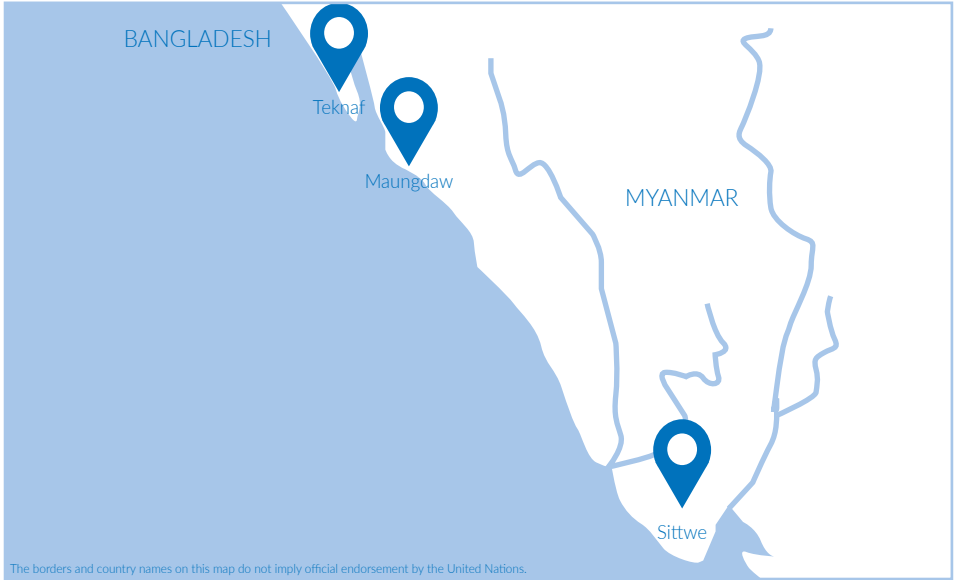 BANGLADESH
Teknaf
Maungdaw
MYANMAR
Sittwe
The borders and country names on this map do not imply official endorsement by the United Nations.